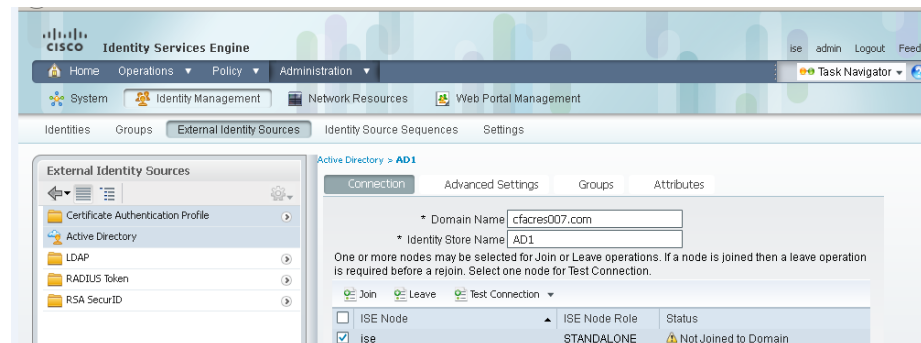 CISCO Identity Services Engine
ise admin Logout Feed
Home Operations Policy Administration
Task Navigator
System Identity Management Network Resources Web Portal Management
Identities Groups External Identity Sources Identity Source Sequences Settings
External Identity Sources
Certificate Authentication Profile
Active Directory
LDAP
RADIUS Token
RSA SecurID
Active Directory > AD1
Connection Advanced Settings Groups Attributes
* Domain Name cfacres007.com
* Identity Store Name AD1
One or more nodes may be selected for Join or Leave operations. If a node is joined then a leave operation
is required before a rejoin. Select one node for Test Connection.
Join Leave Test Connection
ISE Node ISE Node Role Status
ise STANDALONE Not Joined to Domain